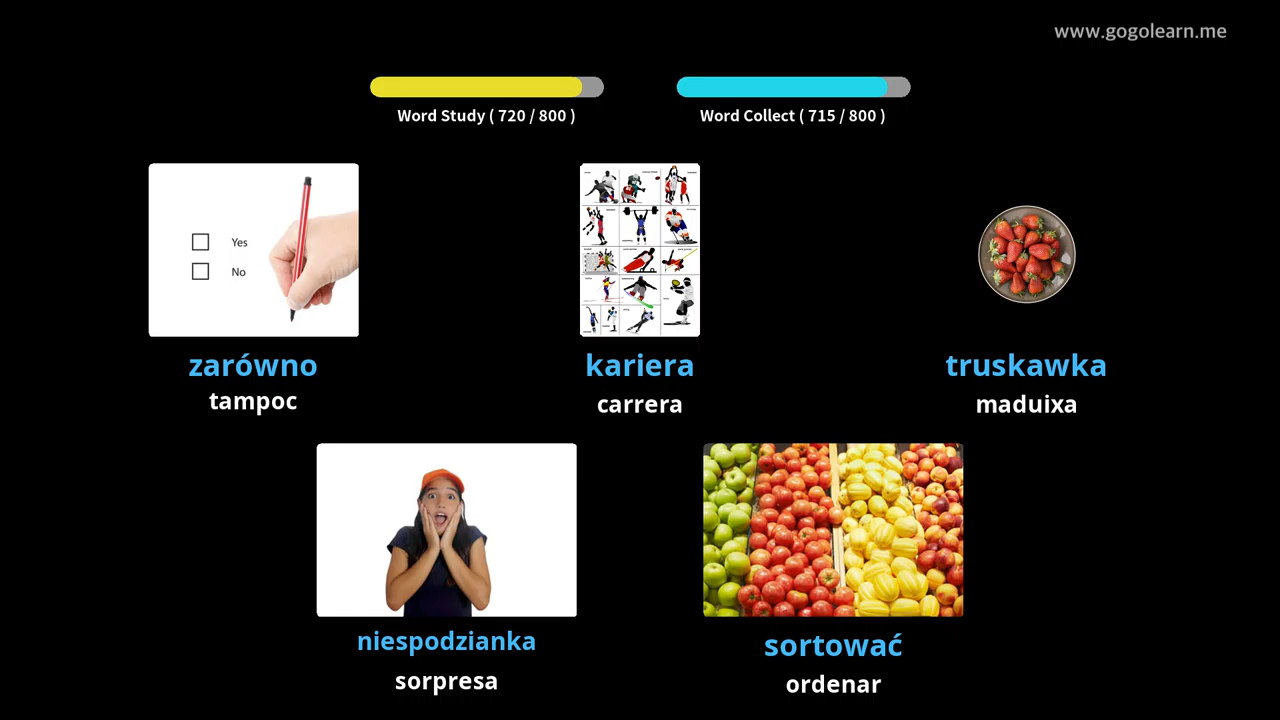 www.gogolearn.me
Word Study ( 720 / 800 )
Word Collect ( 715 / 800 )
Yes
No
zarówno
tampoc
kariera
carrera
truskawka
maduixa
niespodzianka
sorpresa
sortować
ordenar